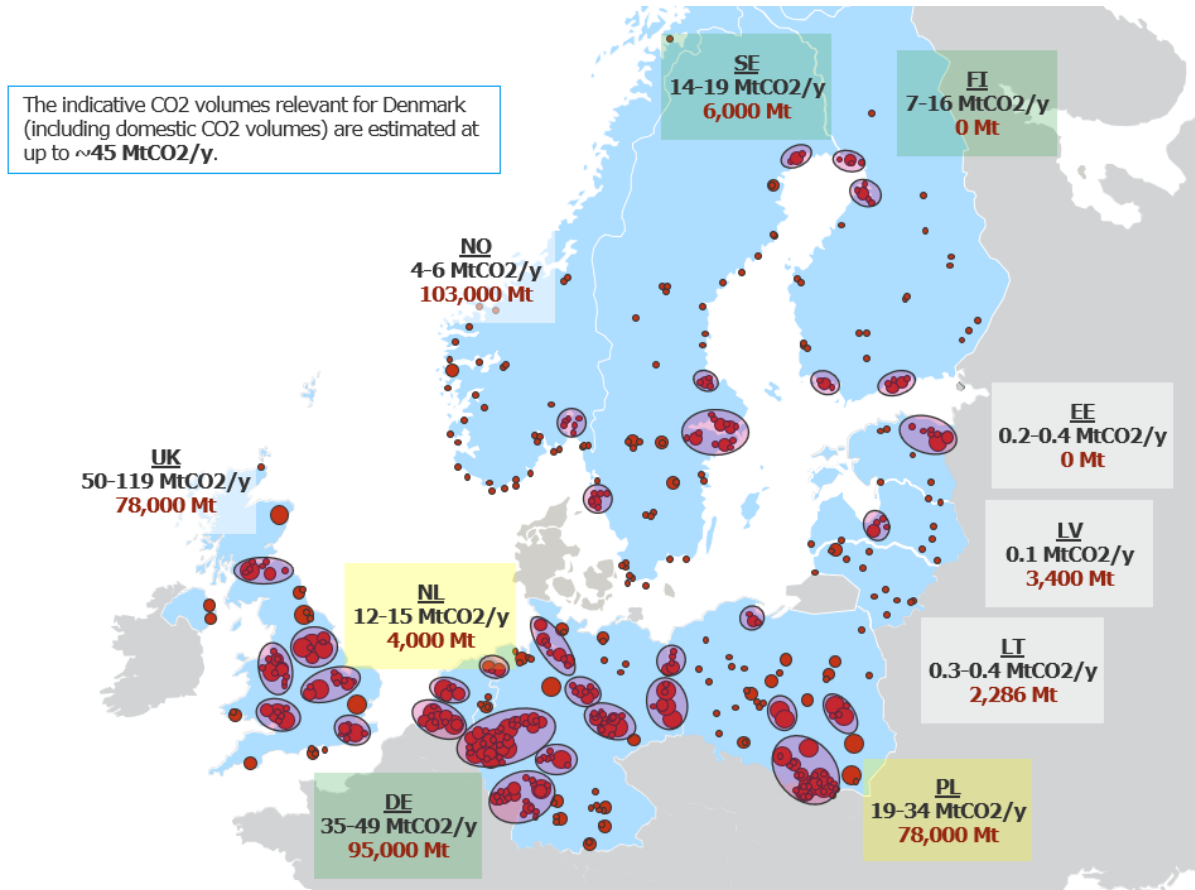 The indicative CO2 volumes relevant for Denmark
(including domestic CO2 volumes) are estimated at
up to ~45 MtCO2/y.
SE
14-19 MtCO2/y
6,000 Mt
FI
7-16 MtCO2/y
0 Mt
NO
4-6 MtCO2/y
103,000 Mt
EE
0.2-0.4 MtCO2/y
0 Mt
UK
50-119 MtCO2/y
78,000 Mt
LV
0.1 MtCO2/y
3,400 Mt
NL
12-15 MtCO2/y
4,000 Mt
LT
0.3-0.4 MtCO2/y
2,286 Mt
DE
35-49 MtCO2/y
95,000 Mt
PL
19-34 MtCO2/y
78,000 Mt